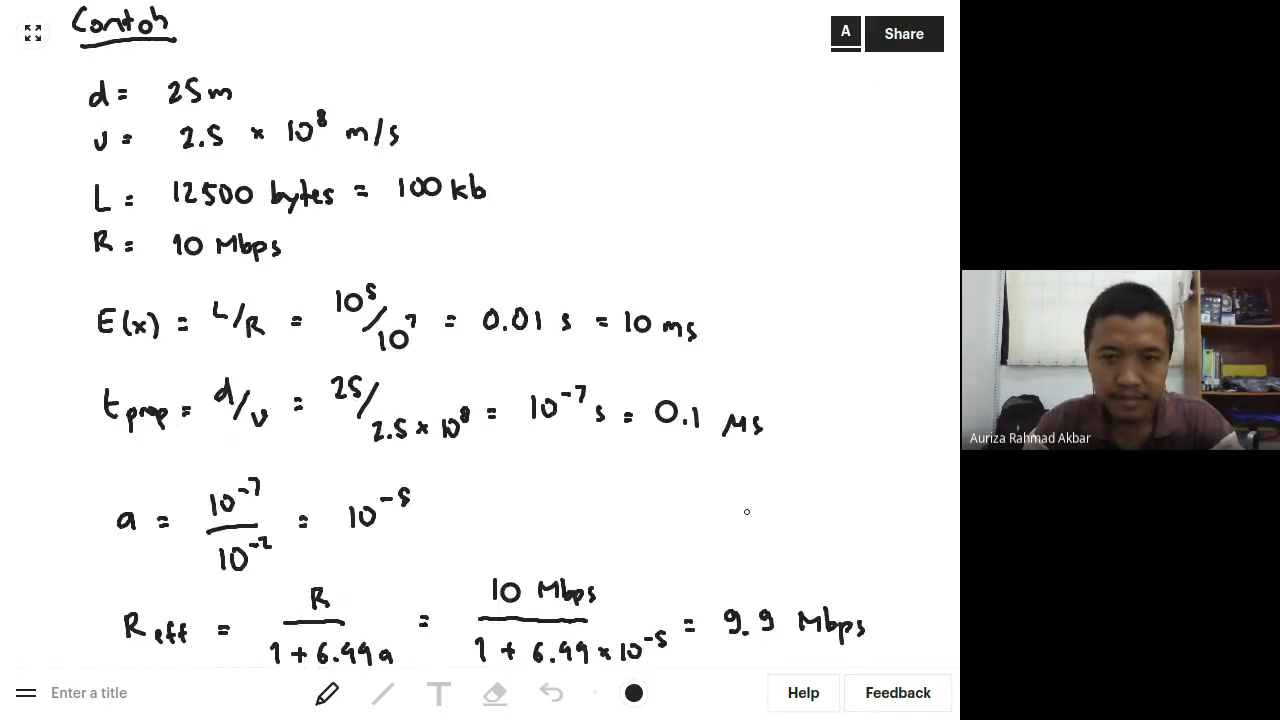 Contoh
A
Share
d = 25 m
v = 2.5 × 10⁸ m/s
L = 12500 bytes = 100 kb
R = 10 Mbps
E(x) = L/R = 10⁵/10⁷ = 0.01 s = 10 ms
t prop = d/v = 25/2.5 × 10⁸ = 10⁻⁷ s = 0.1 μs
Auriza Rahmad Akbar
a = 10⁻⁷/10⁻² = 10⁻⁵
R eff = R/1 + 6.44a = 10 Mbps/1 + 6.44 × 10⁻⁵ = 9.9 Mbps
Enter a title
T
Help
Feedback